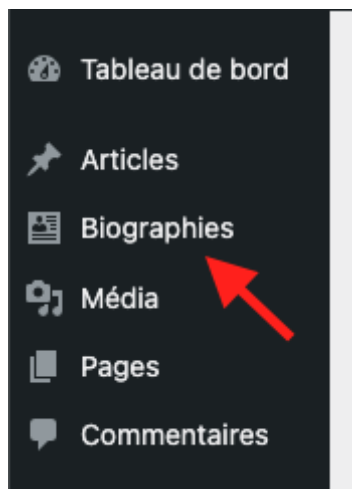 Tableau de bord
Articles
Biographies
Média
Pages
Commentaires